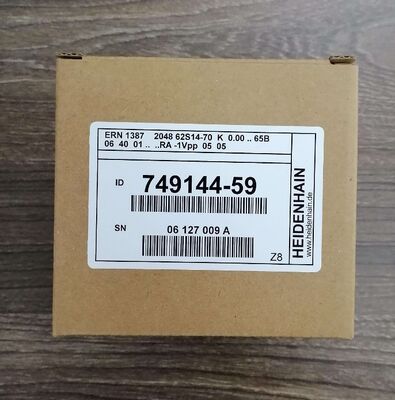 ERN 1387 2048 62S14-70 K 0.00 .. 65B
06 40 01 .. ..RA -1Vpp 05 05
ID 749144-59
SN 06 127 009 A
Z8
HEIDENHAIN
www.heidenhain.de